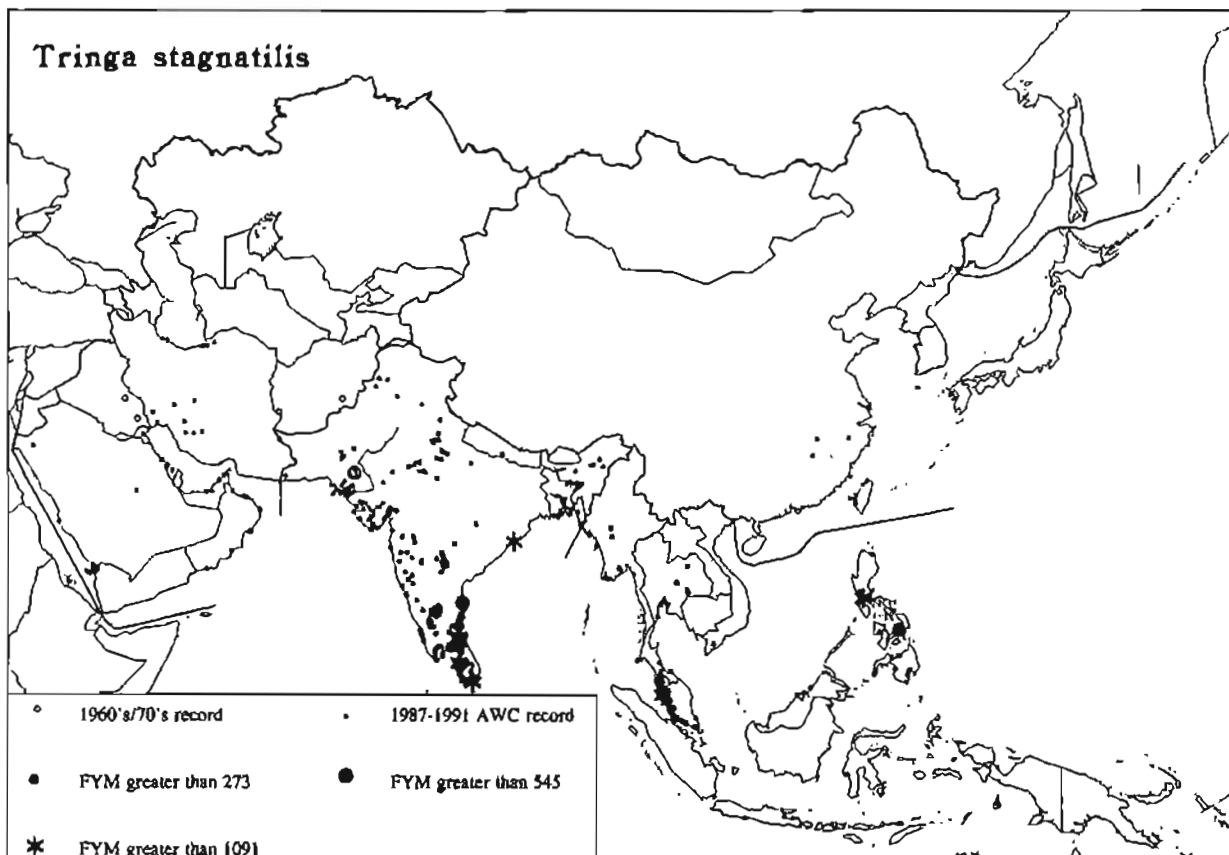 Tringa stagnatilis
1960's/70's record
1987-1991 AWC record
FYM greater than 273
FYM greater than 545
FYM greater than 1091